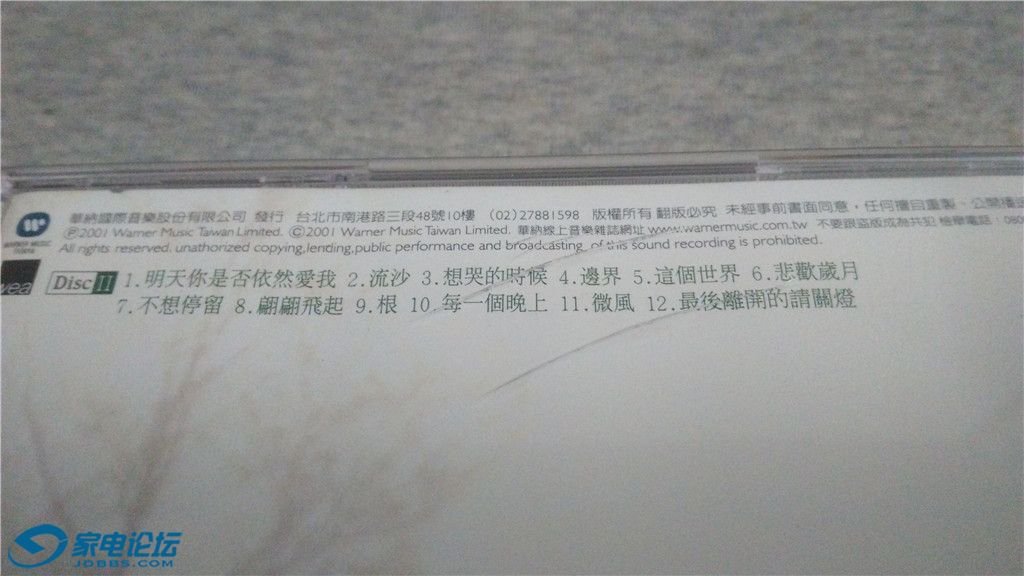 華納國際音樂股份有限公司 發行 台北市南港路三段48號10樓 (02)27881598 版權所有 翻版必究 未經事前書面同意，任何擅自重製、公開播送
WARNER MUSIC
Ⓟ2001 Warner Music Taiwan Limited. Ⓒ2001 Warner Music Taiwan Limited. 華納線上音樂雜誌網址 www.warnermusic.com.tw 不要跟盜版成為共犯 檢舉電話：080
All rights reserved. unathorized copying,lending,public performance and broadcasting of this sound recording is prohibited.
wea
Disc II 1.明天你是否依然愛我 2.流沙 3.想哭的時候 4.邊界 5.這個世界 6.悲歡歲月
7.不想停留 8.翩翩飛起 9.根 10.每一個晚上 11.微風 12.最後離開的請關燈
家电论坛
JDBBS.COM